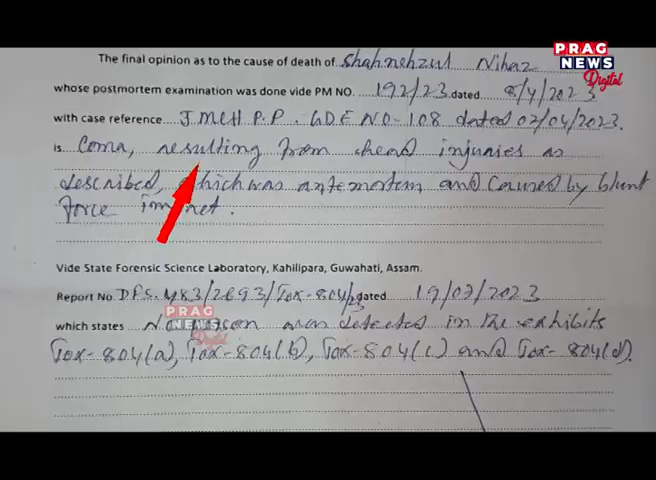 The final opinion as to the cause of death of Shahnehzul Nihaz
PRAG
NEWS
Digital
whose postmortem examination was done vide PM NO. 192/23 dated 8/4/2023
with case reference JMCH P.P. GDE NO-108 dated 02/04/2023.
is Coma, resulting from head injuries as
described, which was antemortem and caused by blunt
force
Vide State Forensic Science Laboratory, Kahilipara, Guwahati, Assam.
Report No DFS. 483/2693/Tox-804/23 dated 19/07/2023
PRAG
NEWS
Digital
which states was detected in the exhibits
Tox-804(a), Tox-804(b), Tox-804(c) and Tox-804(d).